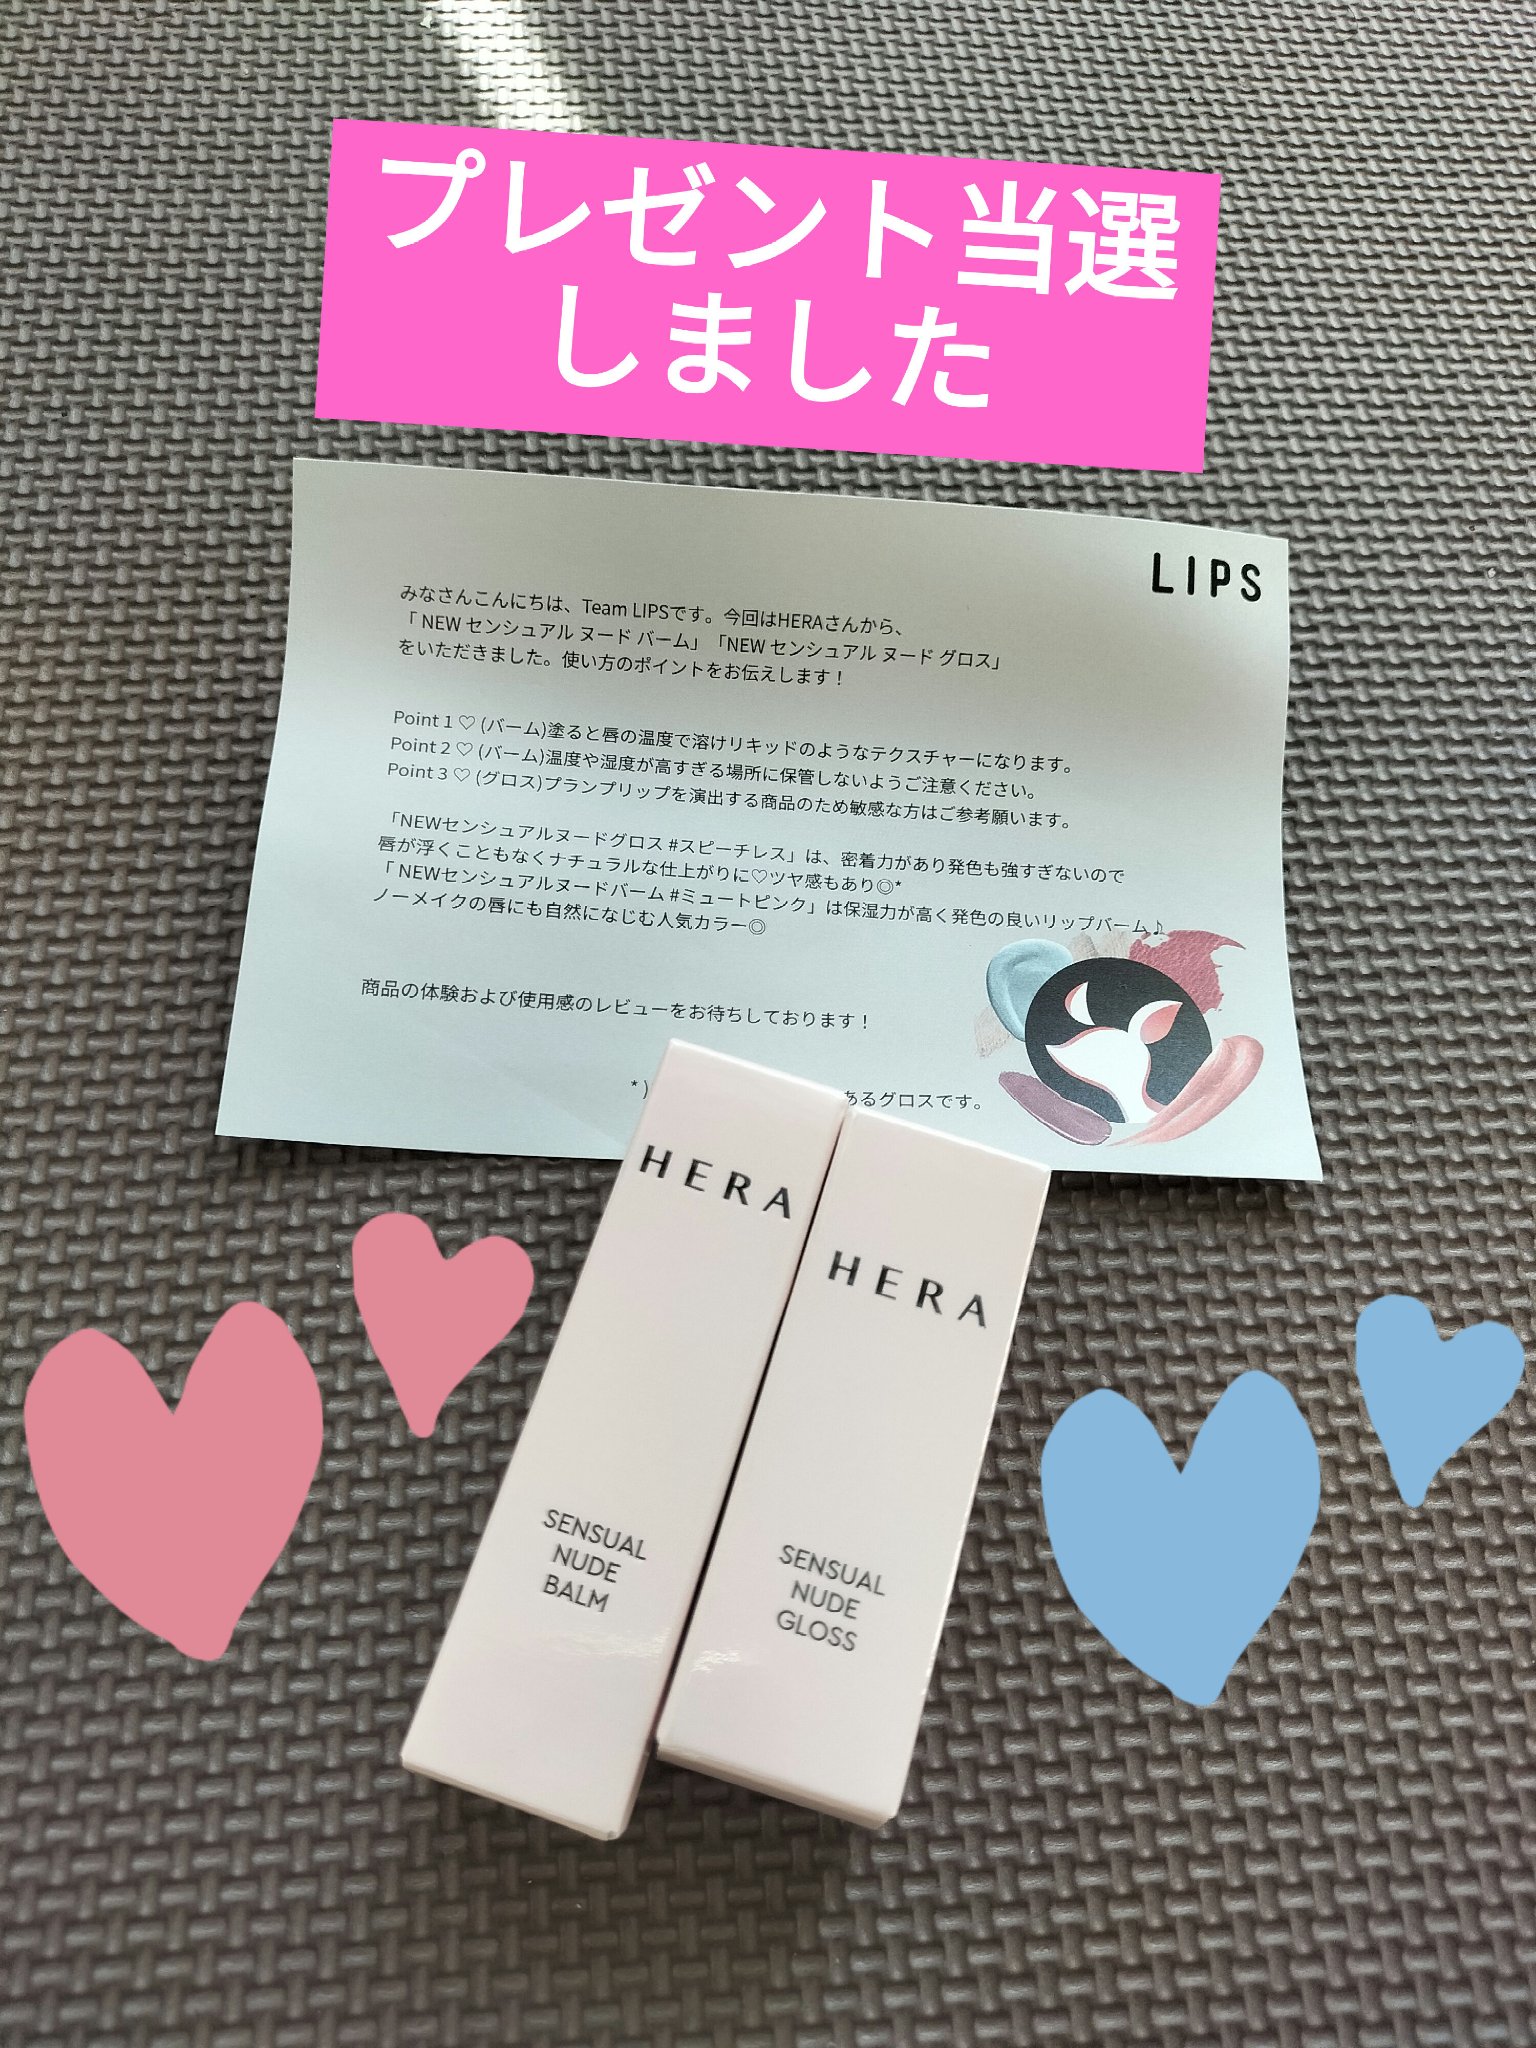 プレゼント当選
しました
LIPS
みなさんこんにちは、Team LIPSです。今回はHERAさんから、
「 NEW センシュアル ヌード バーム」「NEW センシュアル ヌード グロス」
をいただきました。使い方のポイントをお伝えします！
Point 1 ♡ (バーム)塗ると唇の温度で溶けリキッドのようなテクスチャーになります。
Point 2 ♡ (バーム)温度や湿度が高すぎる場所に保管しないようご注意ください。
Point 3 ♡ (グロス)プランプリップを演出する商品のため敏感な方はご参考願います。
「NEWセンシュアルヌードグロス #スピーチレス」は、密着力があり発色も強すぎないので
唇が浮くこともなくナチュラルな仕上がりに♡ツヤ感もあり◎*
「 NEWセンシュアルヌードバーム #ミュートピンク」は保湿力が高く発色の良いリップバーム♪
ノーメイクの唇にも自然になじむ人気カラー◎
商品の体験および使用感のレビューをお待ちしております！
*) あるグロスです。
HERA
SENSUAL
NUDE
BALM
HERA
SENSUAL
NUDE
GLOSS